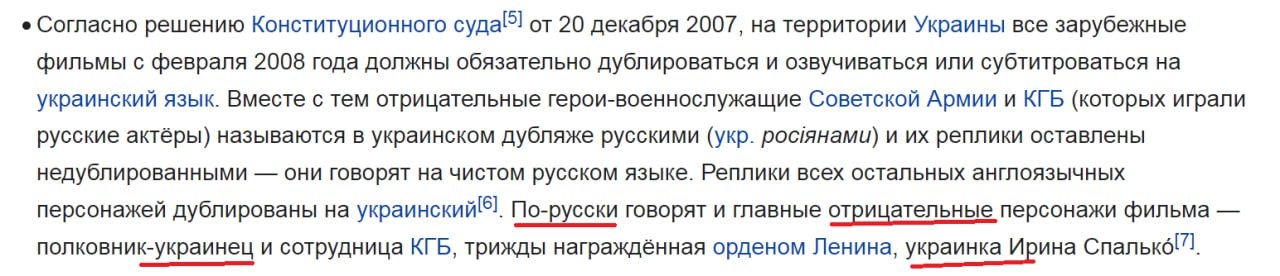 • Согласно решению Конституционного суда[5] от 20 декабря 2007, на территории Украины все зарубежные
фильмы с февраля 2008 года должны обязательно дублироваться и озвучиваться или субтитроваться на
украинский язык. Вместе с тем отрицательные герои-военнослужащие Советской Армии и КГБ (которых играли
русские актёры) называются в украинском дубляже русскими (укр. росіянами) и их реплики оставлены
недублированными — они говорят на чистом русском языке. Реплики всех остальных англоязычных
персонажей дублированы на украинский[6]. По-русски говорят и главные отрицательные персонажи фильма —
полковник-украинец и сотрудница КГБ, трижды награждённая орденом Ленина, украинка Ирина Спалько́[7].